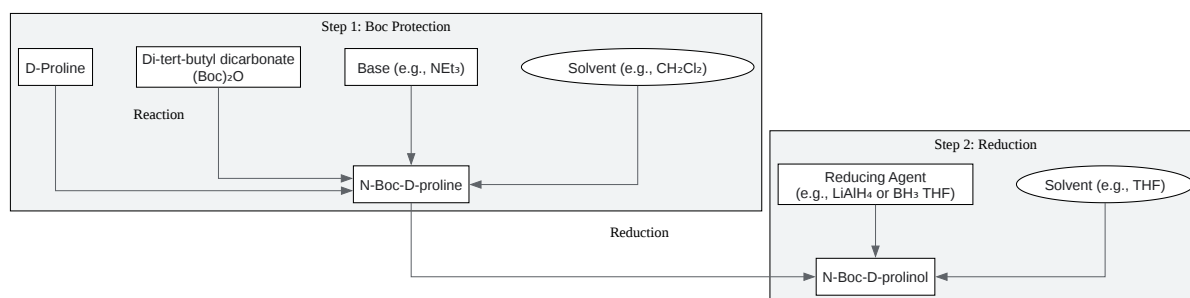 Step 1: Boc Protection
D-Proline
Di-tert-butyl dicarbonate
(Boc)₂O
Base (e.g., NEt₃)
Solvent (e.g., CH₂Cl₂)
Reaction
N-Boc-D-proline
Step 2: Reduction
Reducing Agent
(e.g., LiAlH₄ or BH₃ THF)
Solvent (e.g., THF)
Reduction
N-Boc-D-prolinol